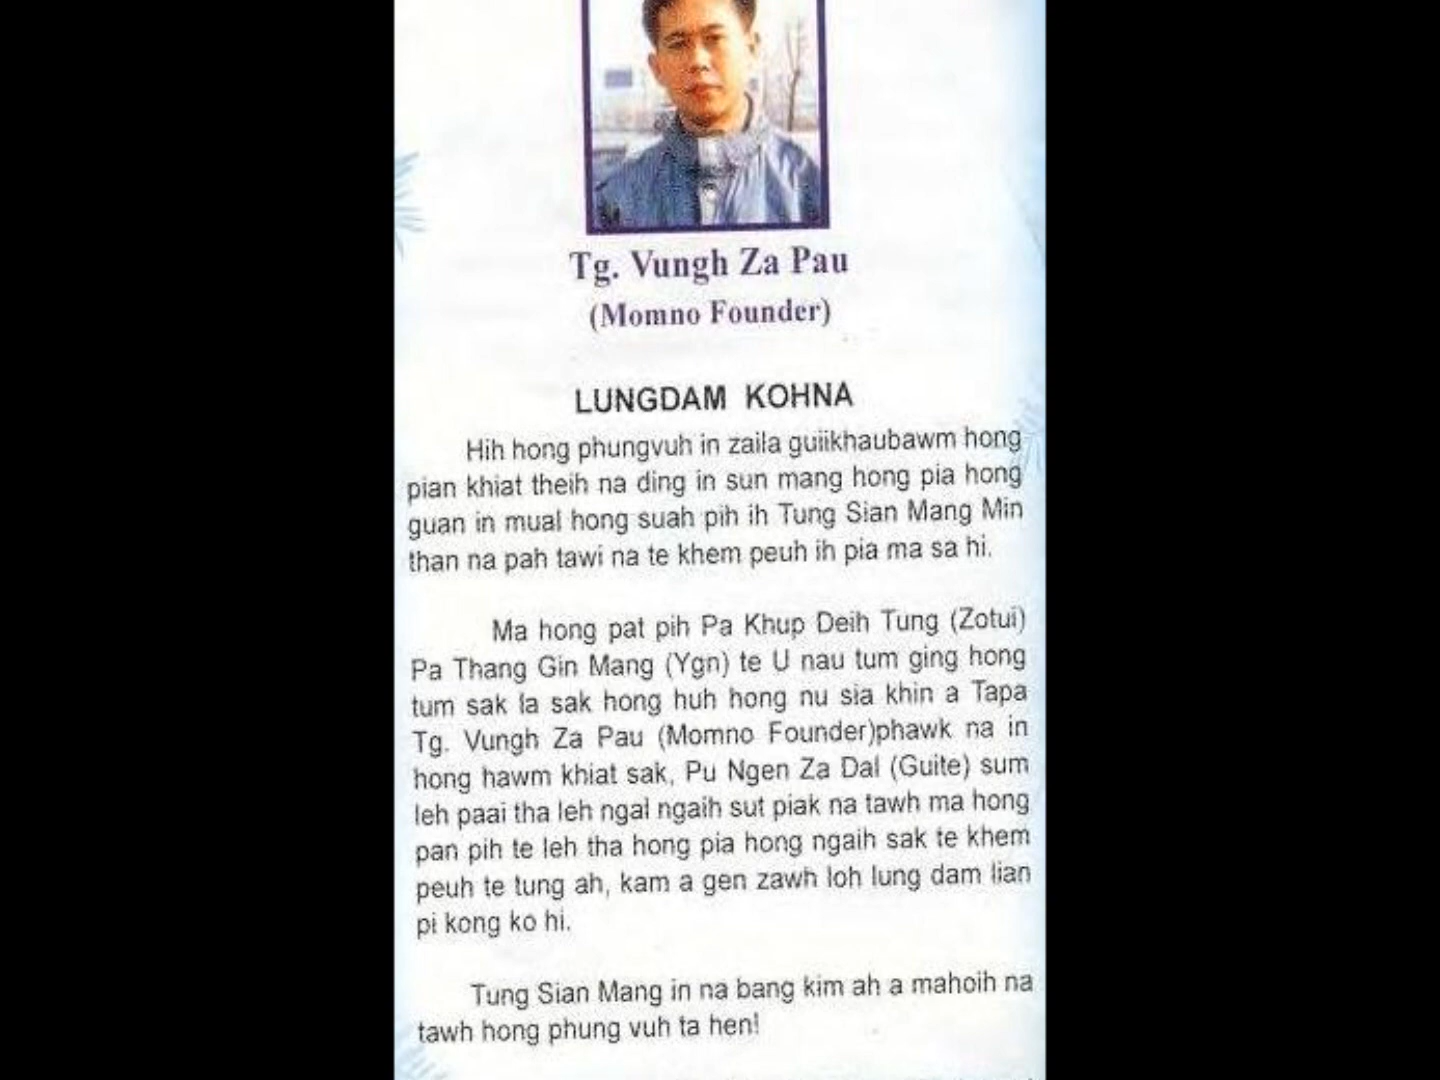 Tg. Vungh Za Pau
(Momno Founder)
LUNGDAM KOHNA
Hih hong phungvuh in zaila guiikhaubawm hong
pian khiat theih na ding in sun mang hong pia hong
guan in mual hong suah pih ih Tung Sian Mang Min
than na pah tawi na te khem peuh ih pia ma sa hi.
Ma hong pat pih Pa Khup Deih Tung (Zotui)
Pa Thang Gin Mang (Ygn) te U nau tum ging hong
tum sak la sak hong huh hong nu sia khin a Tapa
Tg. Vungh Za Pau (Momno Founder)phawk na in
hong hawm khiat sak, Pu Ngen Za Dal (Guite) sum
leh paai tha leh ngal ngaih sut piak na tawh ma hong
pan pih te leh tha hong pia hong ngaih sak te khem
peuh te tung ah, kam a gen zawh loh lung dam lian
pi kong ko hi.
Tung Sian Mang in na bang kim ah a mahoih na
tawh hong phung vuh ta hen!